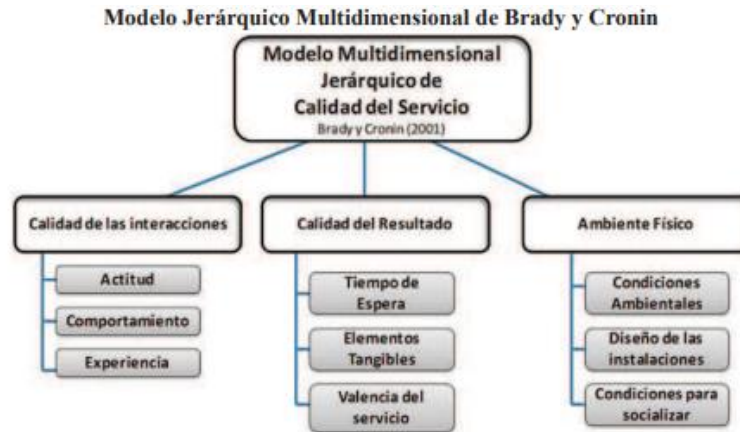 Modelo Jerárquico Multidimensional de Brady y Cronin
Modelo Multidimensional
Jerárquico de
Calidad del Servicio
Brady y Cronin (2001)
Calidad de las interacciones
Actitud
Comportamiento
Experiencia
Calidad del Resultado
Tiempo de
Espera
Elementos
Tangibles
Valencia del
servicio
Ambiente Físico
Condiciones
Ambientales
Diseño de las
instalaciones
Condiciones para
socializar